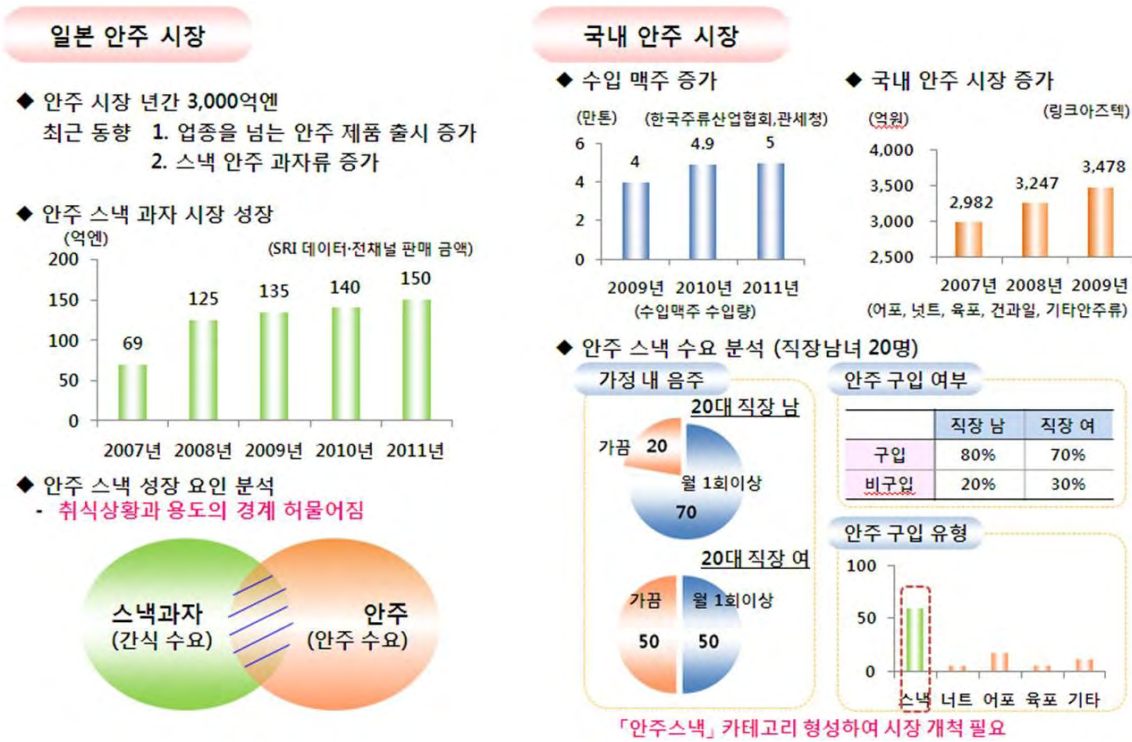 일본 안주 시장
◆ 안주 시장 년간 3,000억엔
최근 동향 1. 업종을 넘는 안주 제품 출시 증가
2. 스낵 안주 과자류 증가
◆ 안주 스낵 과자 시장 성장
(억엔)
(SRI 데이터·전채널 판매 금액)
200
150
100
50
0
69
125
135
140
150
2007년 2008년 2009년 2010년 2011년
◆ 안주 스낵 성장 요인 분석
- 취식상황과 용도의 경계 허물어짐
스낵과자
(간식 수요)
안주
(안주 수요)
국내 안주 시장
◆ 수입 맥주 증가
(만톤)
(한국주류산업협회,관세청)
6
4
2
0
4
4.9
5
2009년 2010년 2011년
(수입맥주 수입량)
◆ 국내 안주 시장 증가
(억원)
(링크아즈텍)
4,000
3,500
3,000
2,500
2,982
3,247
3,478
2007년 2008년 2009년
(어포, 넛트, 육포, 건과일, 기타안주류)
◆ 안주 스낵 수요 분석 (직장남녀 20명)
가정 내 음주
20대 직장 남
가끔
20
월 1회이상
70
20대 직장 여
가끔
50
월 1회이상
50
안주 구입 여부
직장 남 직장 여
구입 80% 70%
비구입 20% 30%
안주 구입 유형
100
50
0
스낵 너트 어포 육포 기타
「안주스낵」 카테고리 형성하여 시장 개척 필요